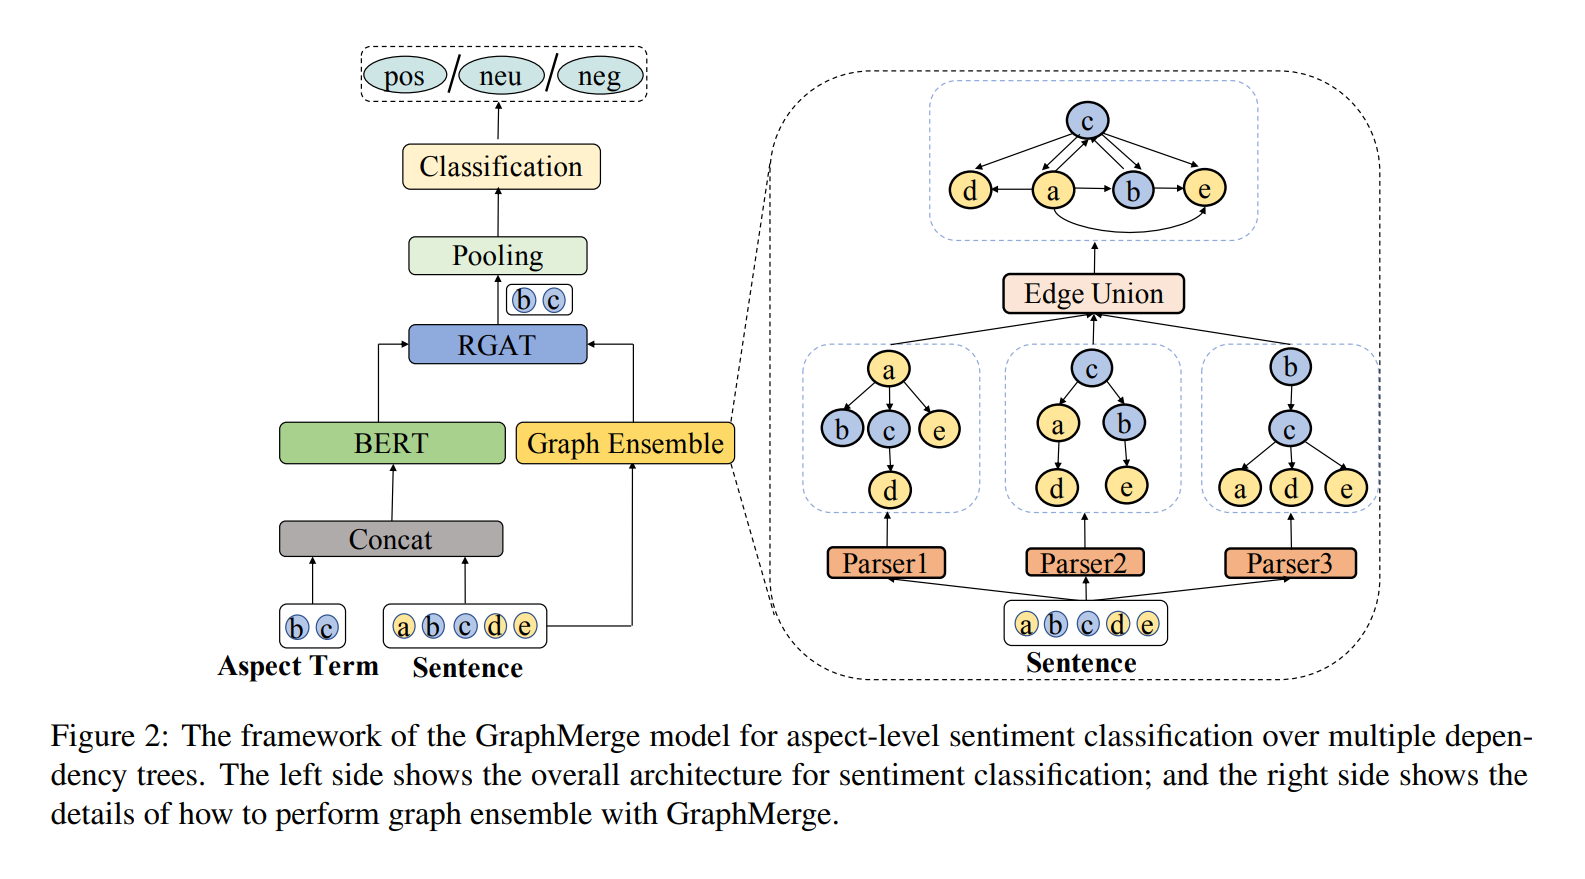 pos / neu / neg
Classification
Pooling
b c
RGAT
BERT
Graph Ensemble
Concat
b c
a b c d e
Aspect Term
Sentence
c
d a b e
Edge Union
a
b c e
d
c
a b
d e
b
c
a d e
Parser1
Parser2
Parser3
a b c d e
Sentence
Figure 2: The framework of the GraphMerge model for aspect-level sentiment classification over multiple depen-
dency trees. The left side shows the overall architecture for sentiment classification; and the right side shows the
details of how to perform graph ensemble with GraphMerge.